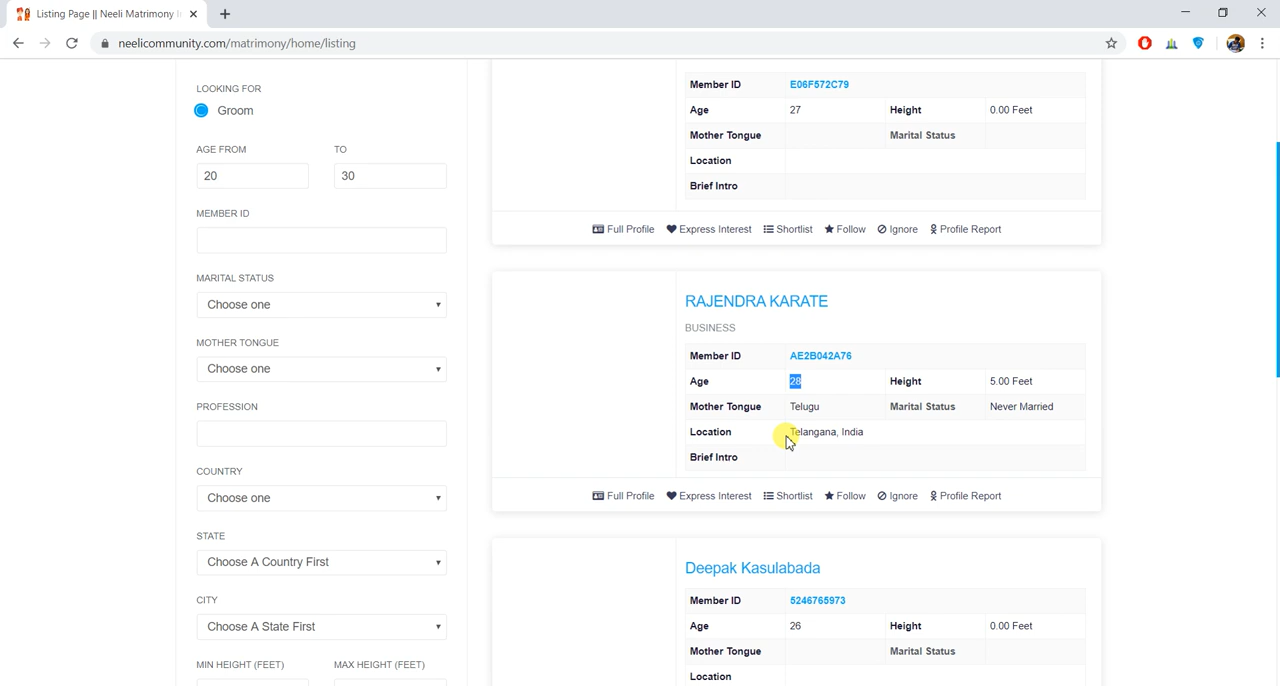 Listing Page || Neeli Matrimony
neelicommunity.com/matrimony/home/listing
LOOKING FOR
Groom
AGE FROM TO
20 30
MEMBER ID
MARITAL STATUS
Choose one
MOTHER TONGUE
Choose one
PROFESSION
COUNTRY
Choose one
STATE
Choose A Country First
CITY
Choose A State First
MIN HEIGHT (FEET) MAX HEIGHT (FEET)
Member ID E06F572C79
Age 27 Height 0.00 Feet
Mother Tongue Marital Status
Location
Brief Intro
Full Profile Express Interest Shortlist Follow Ignore Profile Report
RAJENDRA KARATE
BUSINESS
Member ID AE2B042A76
Age 28 Height 5.00 Feet
Mother Tongue Telugu Marital Status Never Married
Location Telangana, India
Brief Intro
Full Profile Express Interest Shortlist Follow Ignore Profile Report
Deepak Kasulabada
Member ID 5246765973
Age 26 Height 0.00 Feet
Mother Tongue Marital Status
Location